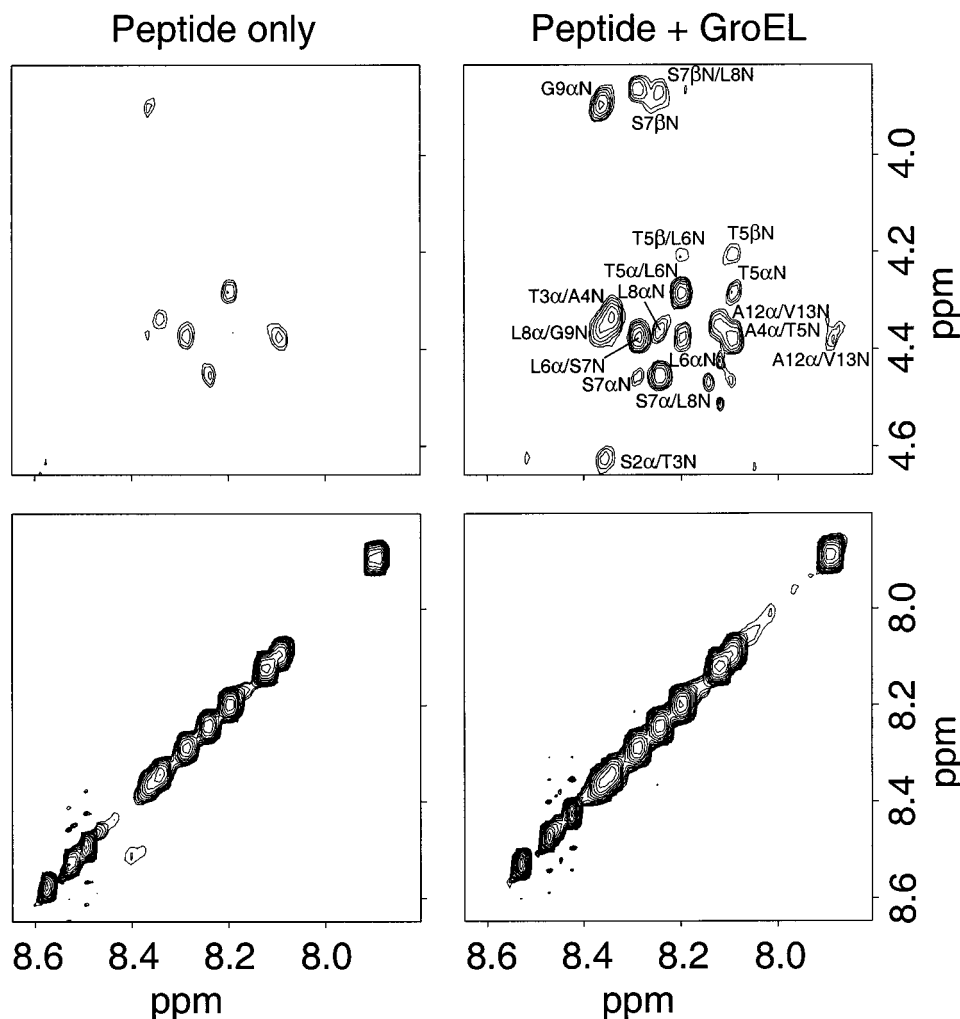 Peptide only
Peptide + GroEL
G9αN
S7βN/L8N
S7βN
4.0
T5β/L6N
T5βN
4.2
T5α/L6N
T5αN
T3α/A4N
L8αN
A12α/V13N
ppm
L8α/G9N
A4α/T5N
4.4
L6α/S7N
L6αN
A12α/V13N
S7αN
S7α/L8N
4.6
S2α/T3N
8.0
8.2
ppm
8.4
8.6
8.6 8.4 8.2 8.0
8.6 8.4 8.2 8.0
ppm
ppm